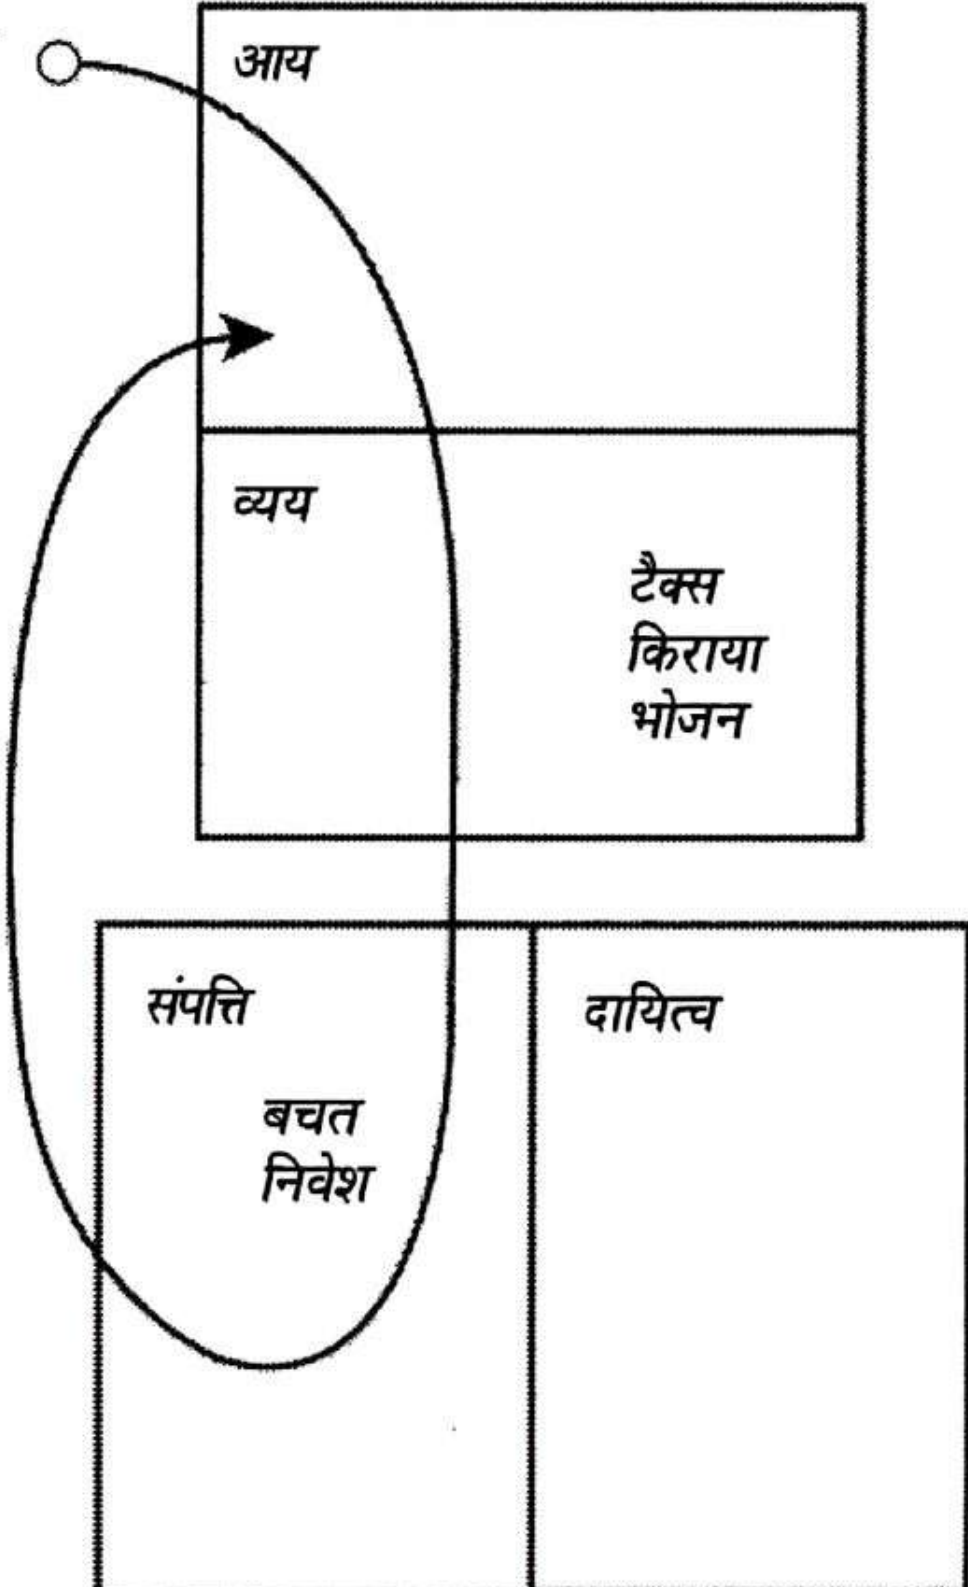 आय
व्यय
टैक्स
किराया
भोजन
संपत्ति
बचत
निवेश
दायित्व